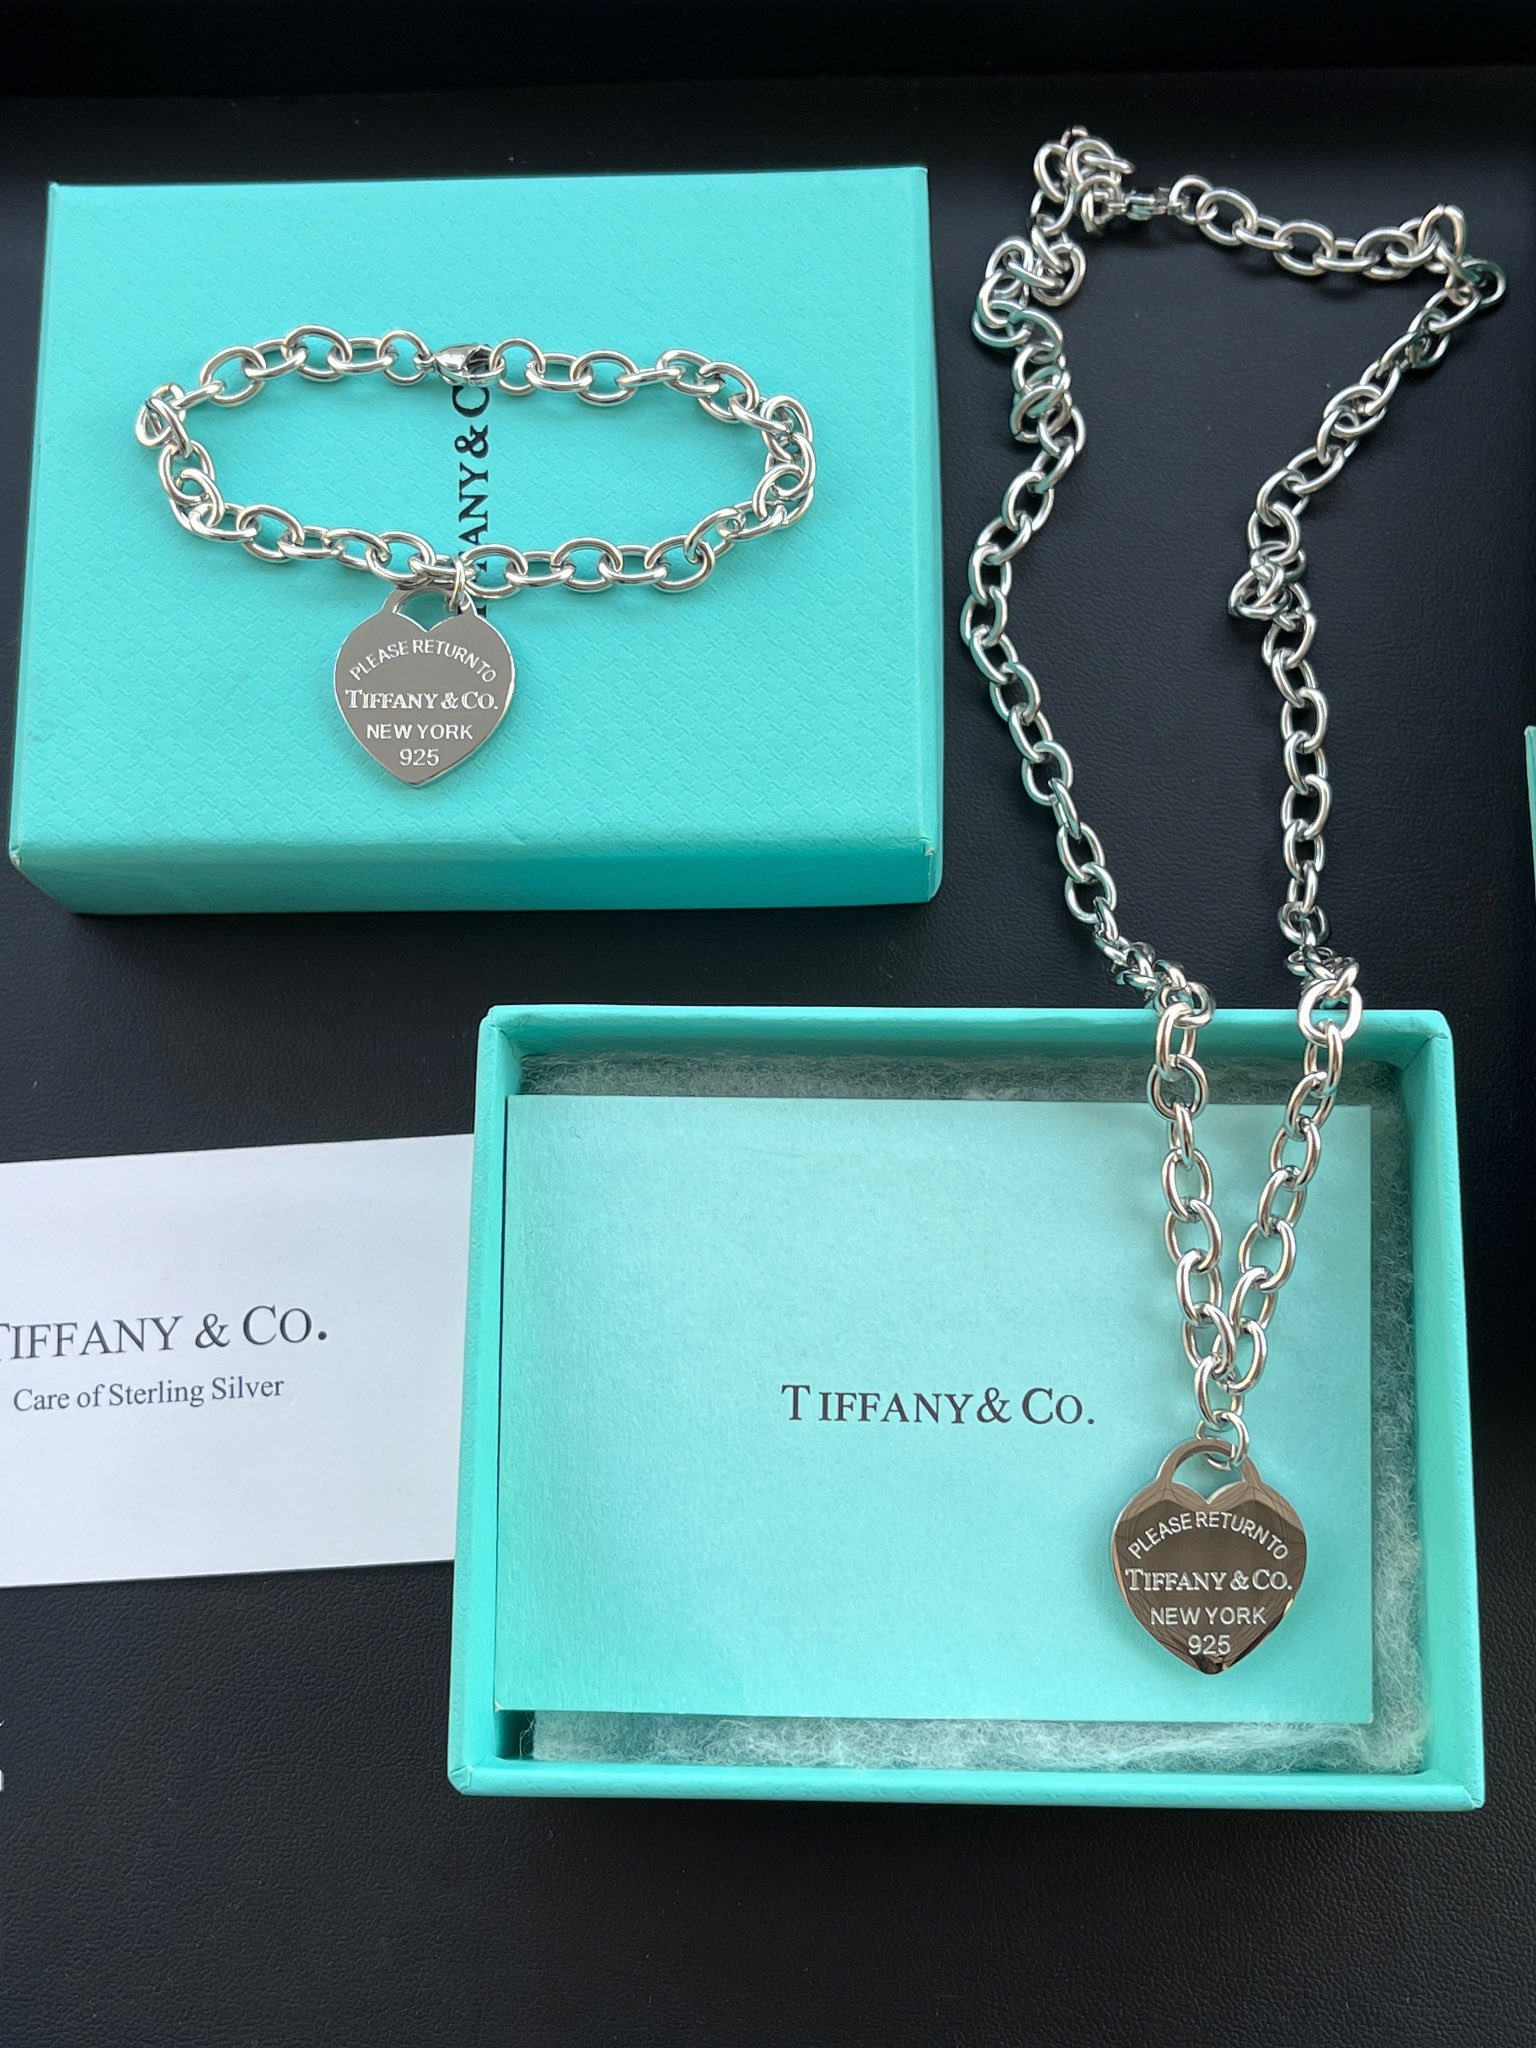 TIFFANY & CO
PLEASE RETURN TO
TIFFANY & CO.
NEW YORK
925
TIFFANY & CO.
Care of Sterling Silver
TIFFANY & CO.
PLEASE RETURN TO
TIFFANY & CO.
NEW YORK
925